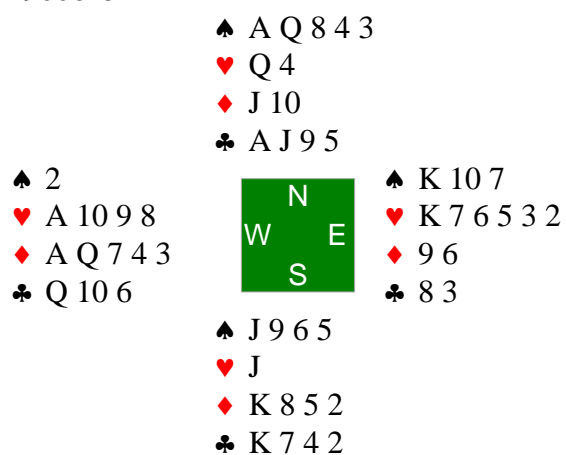 ♠ A Q 8 4 3
♥ Q 4
♦ J 10
♣ A J 9 5
♠ 2
♥ A 10 9 8
♦ A Q 7 4 3
♣ Q 10 6
N
W E
S
♠ K 10 7
♥ K 7 6 5 3 2
♦ 9 6
♣ 8 3
♠ J 9 6 5
♥ J
♦ K 8 5 2
♣ K 7 4 2